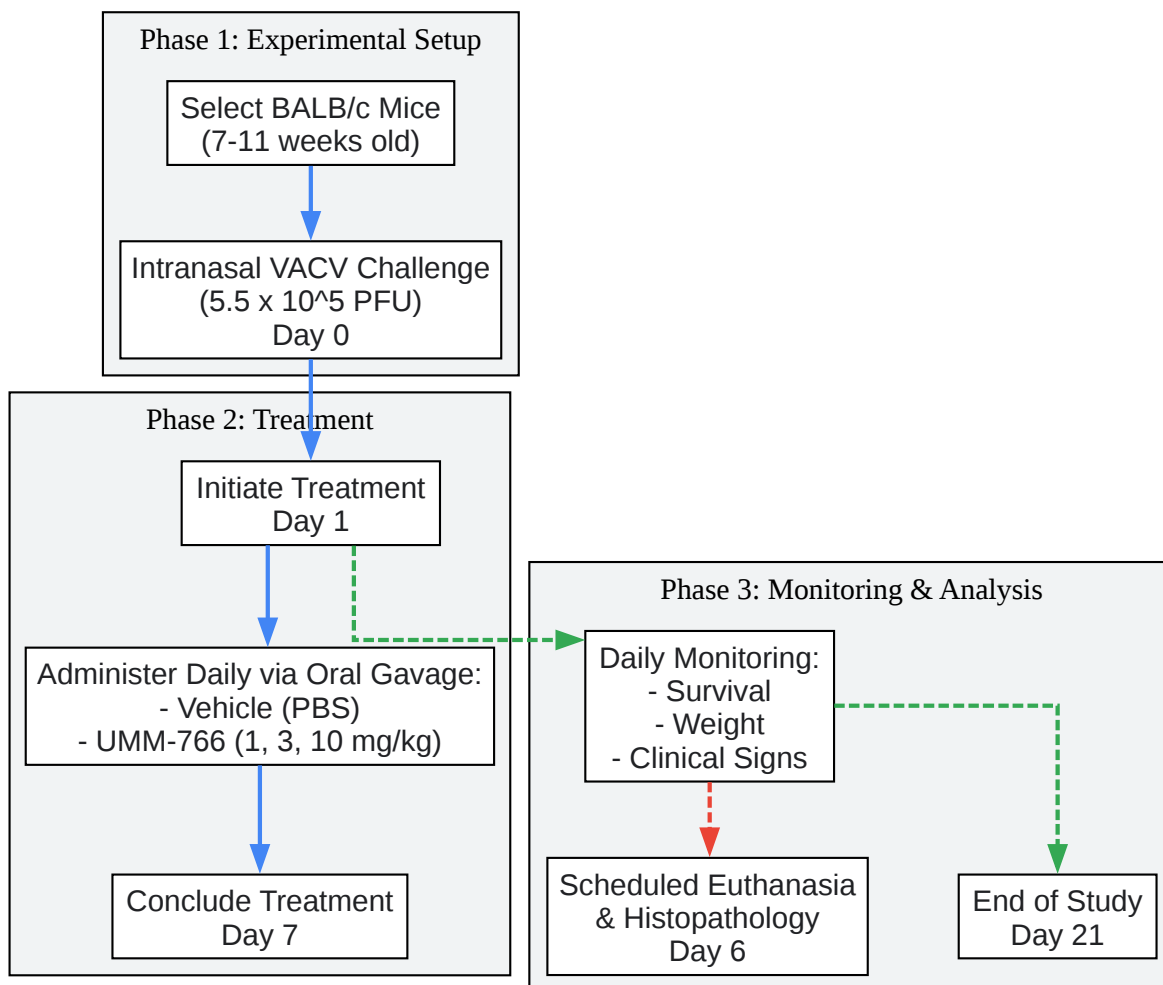 Phase 1: Experimental Setup
Select BALB/c Mice
(7-11 weeks old)
Intranasal VACV Challenge
(5.5 x 10^5 PFU)
Day 0
Phase 2: Treatment
Initiate Treatment
Day 1
Administer Daily via Oral Gavage:
- Vehicle (PBS)
- UMM-766 (1, 3, 10 mg/kg)
Conclude Treatment
Day 7
Phase 3: Monitoring & Analysis
Daily Monitoring:
- Survival
- Weight
- Clinical Signs
Scheduled Euthanasia
& Histopathology
Day 6
End of Study
Day 21